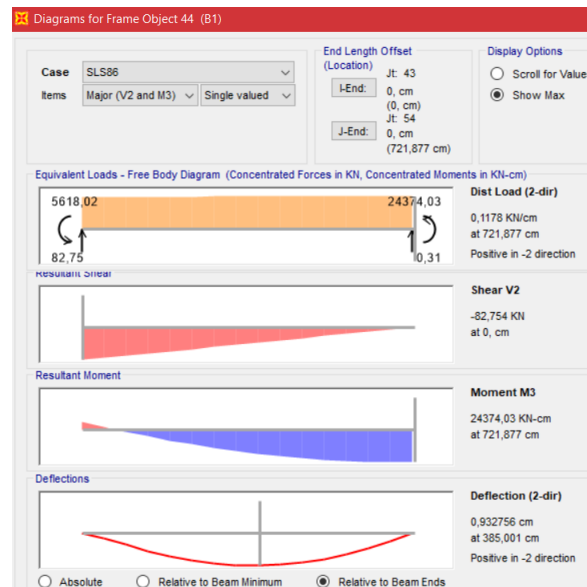 Diagrams for Frame Object 44 (B1)
Case SLS86
Items Major (V2 and M3) Single valued
End Length Offset
(Location)
Jt: 43
I-End: 0, cm
(0, cm)
Jt: 54
J-End: 0, cm
(721,877 cm)
Display Options
Scroll for Value
Show Max
Equivalent Loads - Free Body Diagram (Concentrated Forces in KN, Concentrated Moments in KN-cm)
5618,02 24374,03
82,75 0,31
Dist Load (2-dir)
0,1178 KN/cm
at 721,877 cm
Positive in -2 direction
Resultant Shear
Shear V2
-82,754 KN
at 0, cm
Resultant Moment
Moment M3
24374,03 KN-cm
at 721,877 cm
Deflections
Deflection (2-dir)
0,932756 cm
at 385,001 cm
Positive in -2 direction
Absolute Relative to Beam Minimum Relative to Beam Ends